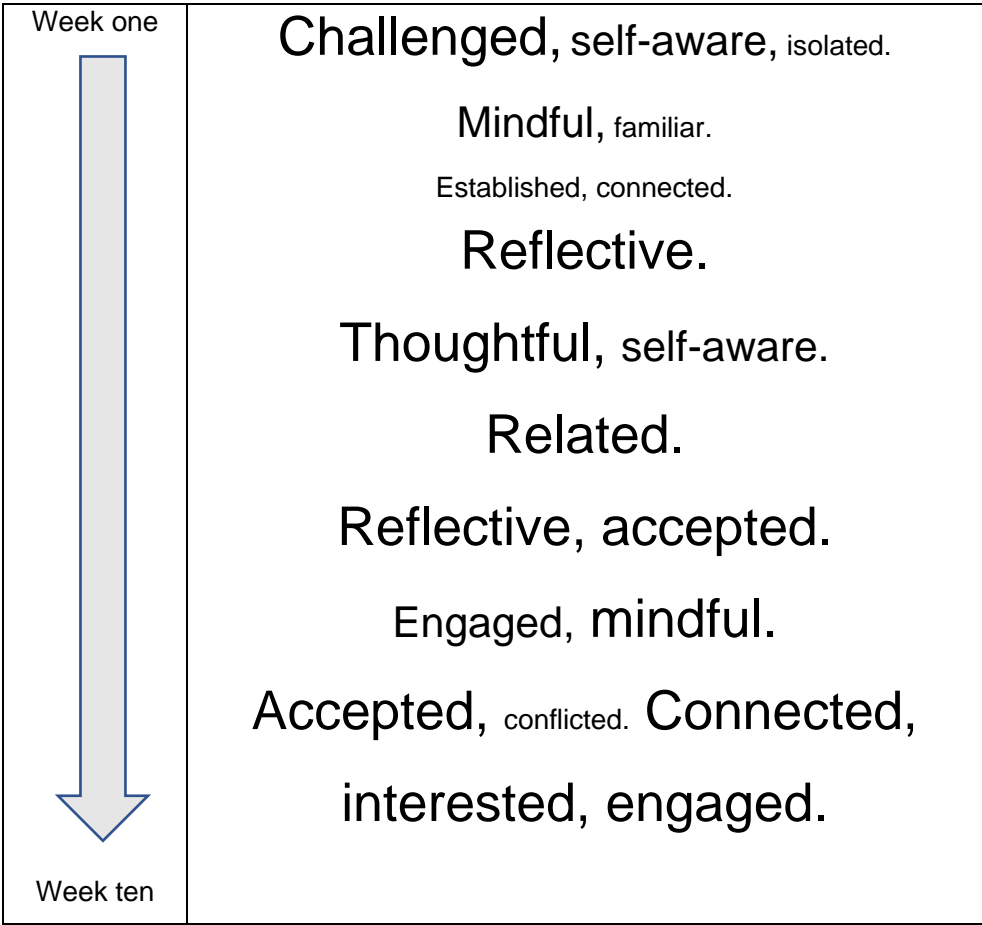 Week one
Challenged, self-aware, isolated.
Mindful, familiar.
Established, connected.
Reflective.
Thoughtful, self-aware.
Related.
Reflective, accepted.
Engaged, mindful.
Accepted, conflicted. Connected,
interested, engaged.
Week ten